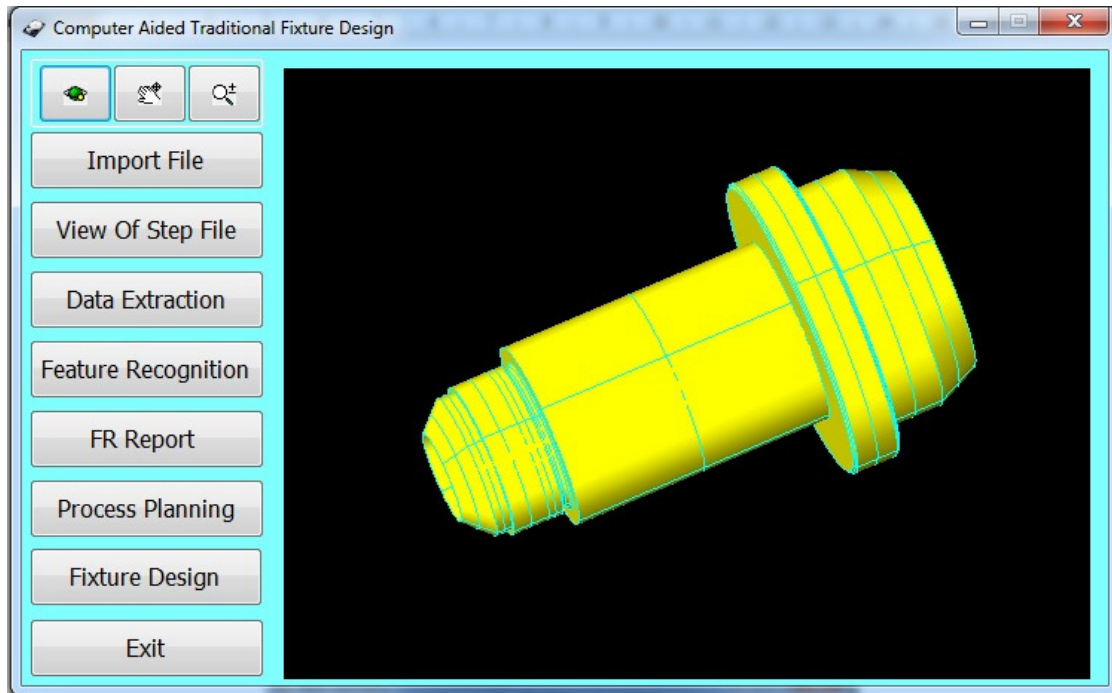 Computer Aided Traditional Fixture Design
Import File
View Of Step File
Data Extraction
Feature Recognition
FR Report
Process Planning
Fixture Design
Exit